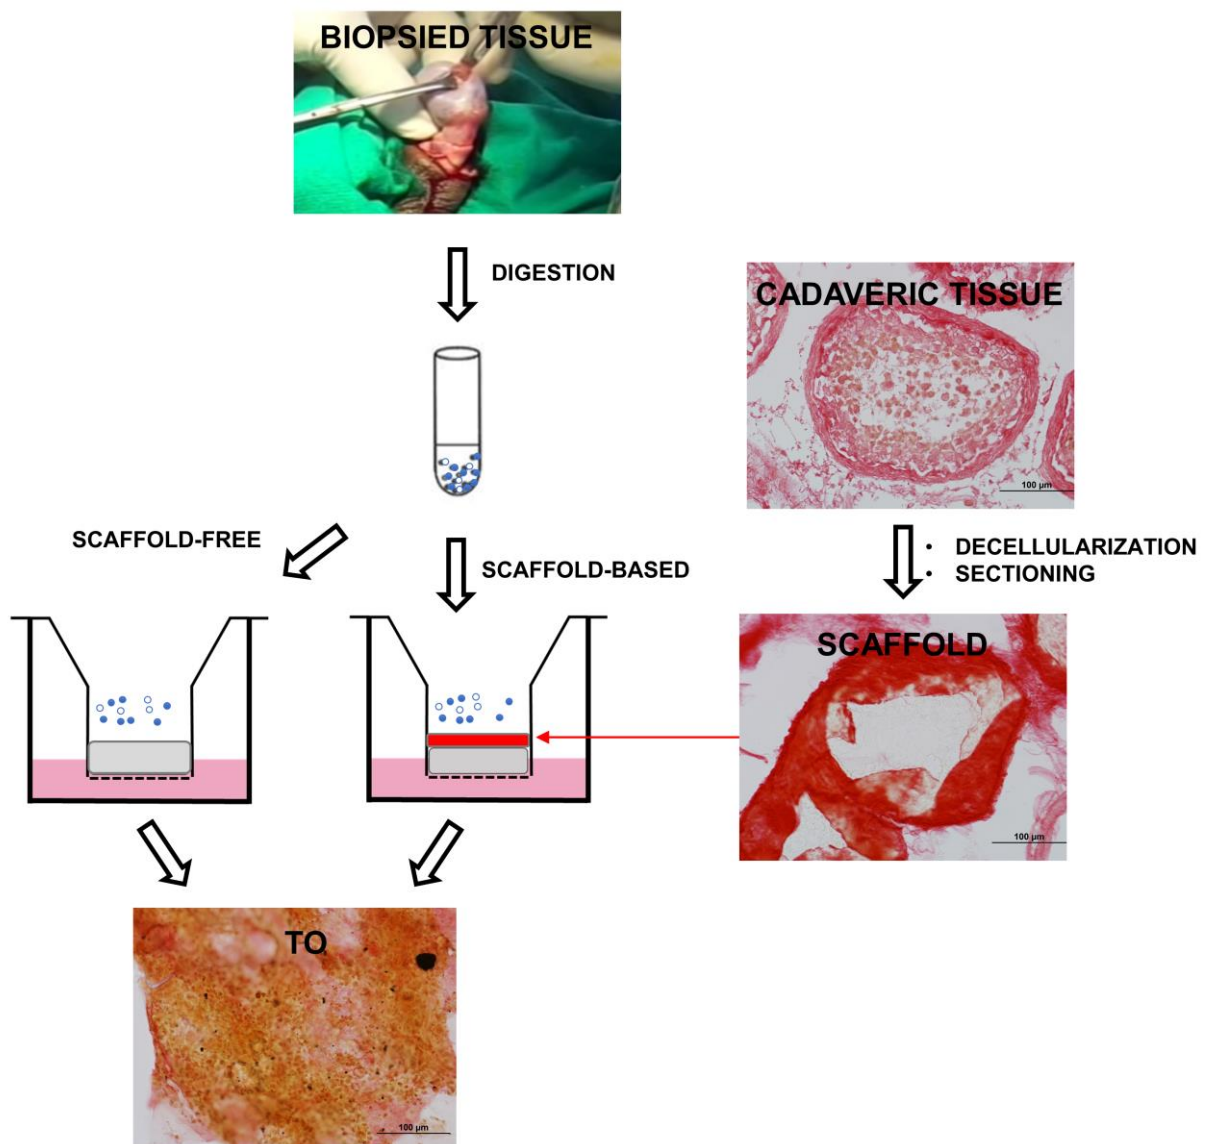 BIOPSIED TISSUE
DIGESTION
CADAVERIC TISSUE
100 µm
SCAFFOLD-FREE
SCAFFOLD-BASED
• DECELLULARIZATION
• SECTIONING
SCAFFOLD
100 µm
TO
100 µm